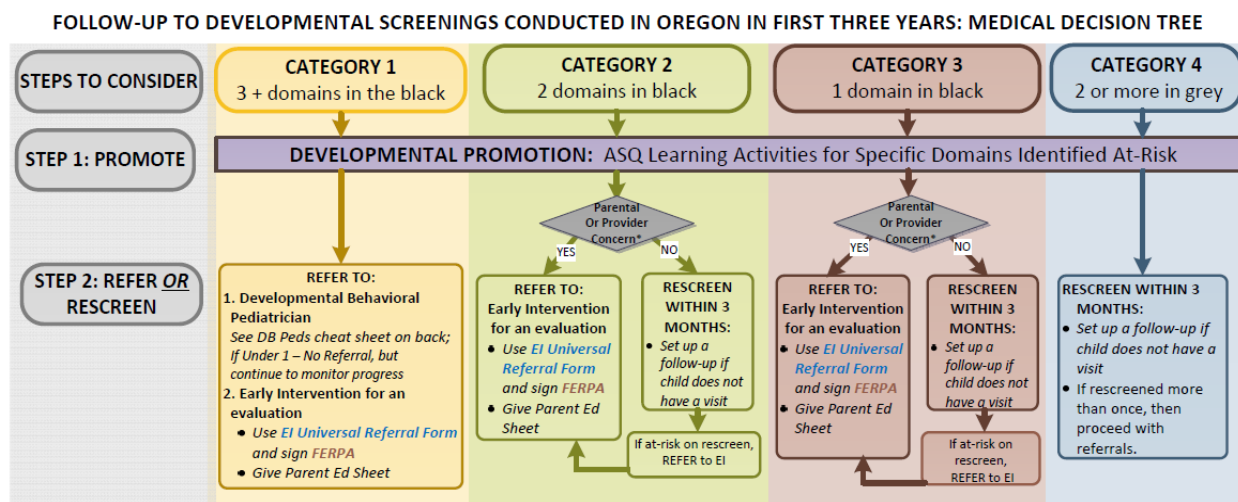 FOLLOW-UP TO DEVELOPMENTAL SCREENINGS CONDUCTED IN OREGON IN FIRST THREE YEARS: MEDICAL DECISION TREE
STEPS TO CONSIDER
CATEGORY 1
3 + domains in the black
CATEGORY 2
2 domains in black
CATEGORY 3
1 domain in black
CATEGORY 4
2 or more in grey
STEP 1: PROMOTE
DEVELOPMENTAL PROMOTION: ASQ Learning Activities for Specific Domains Identified At-Risk
Parental
Or Provider
Concern*
YES
NO
Parental
Or Provider
Concern*
YES
NO
STEP 2: REFER OR
RESCREEN
REFER TO:
1. Developmental Behavioral
Pediatrician
See DB Peds cheat sheet on back;
If Under 1 – No Referral, but
continue to monitor progress
2. Early Intervention for an
evaluation
• Use EI Universal Referral Form
and sign FERPA
• Give Parent Ed Sheet
REFER TO:
Early Intervention
for an evaluation
• Use EI Universal
Referral Form
and sign FERPA
• Give Parent Ed
Sheet
RESCREEN
WITHIN 3
MONTHS:
• Set up a
follow-up if
child does not
have a visit
If at-risk on rescreen,
REFER to EI
REFER TO:
Early Intervention
for an evaluation
• Use EI Universal
Referral Form
and sign FERPA
• Give Parent Ed
Sheet
RESCREEN
WITHIN 3
MONTHS:
• Set up a
follow-up if
child does not
have a visit
If at-risk on
rescreen,
REFER to EI
RESCREEN WITHIN 3
MONTHS:
• Set up a follow-up if
child does not have a
visit
• If rescreened more
than once, then
proceed with
referrals.